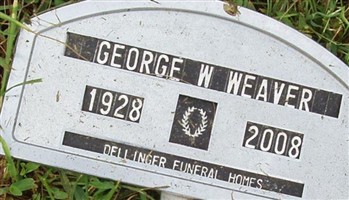 GEORGE W WEAVER
1928 2008
DELLINGER FUNERAL HOMES